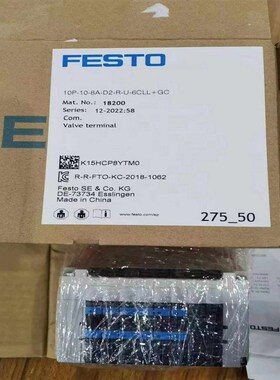 FESTO
10P-10-8A-D2-R-U-6CLL+GC
Mat. No.: 18200
Series: 12-2022:58
Com.
Valve terminal
K15HCP8YTM0
R-R-FTO-KC-2018-1062
Festo SE & Co. KG
DE-73734 Esslingen
Made in China
275_50
FESTO